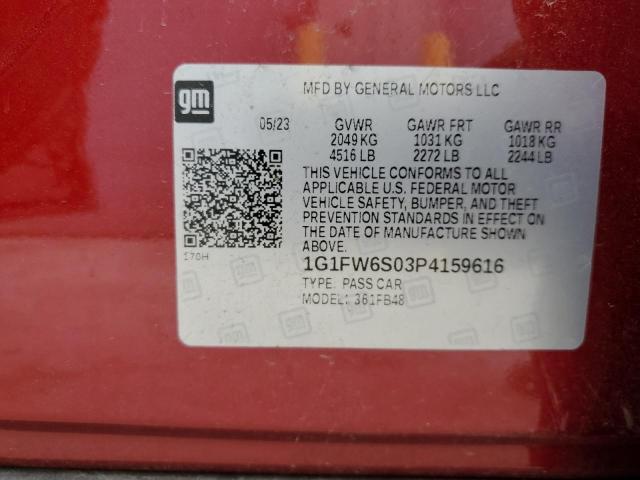 gm
MFD BY GENERAL MOTORS LLC
05/23 GVWR GAWR FRT GAWR RR
2049 KG 1031 KG 1018 KG
4516 LB 2272 LB 2244 LB
THIS VEHICLE CONFORMS TO ALL
APPLICABLE U.S. FEDERAL MOTOR
VEHICLE SAFETY, BUMPER, AND THEFT
PREVENTION STANDARDS IN EFFECT ON
THE DATE OF MANUFACTURE SHOWN
ABOVE.
170H
1G1FW6S03P4159616
TYPE: PASS CAR
MODEL: 361FB48